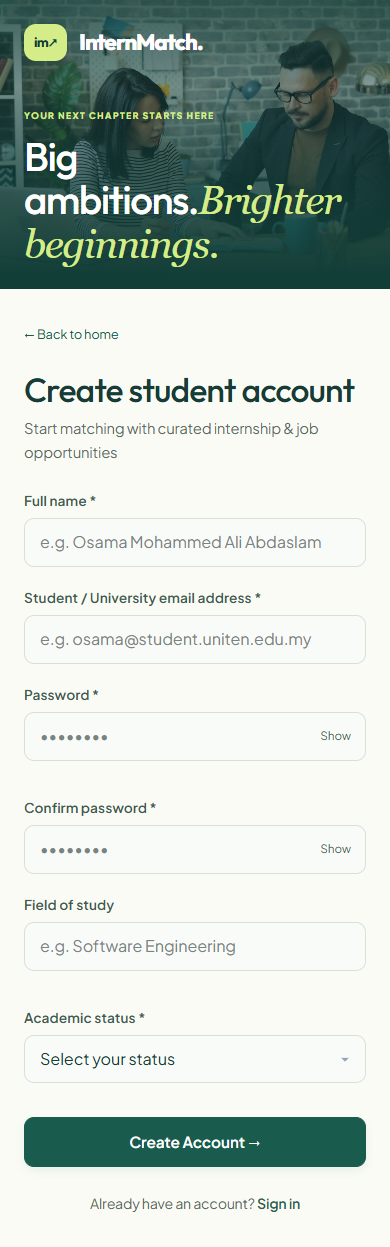 im↗ InternMatch.
YOUR NEXT CHAPTER STARTS HERE
Big
ambitions.Brighter
beginnings.
← Back to home
Create student account
Start matching with curated internship & job
opportunities
Full name *
e.g. Osama Mohammed Ali Abdaslam
Student / University email address *
e.g. osama@student.uniten.edu.my
Password *
•••••••• Show
Confirm password *
•••••••• Show
Field of study
e.g. Software Engineering
Academic status *
Select your status
Create Account →
Already have an account? Sign in